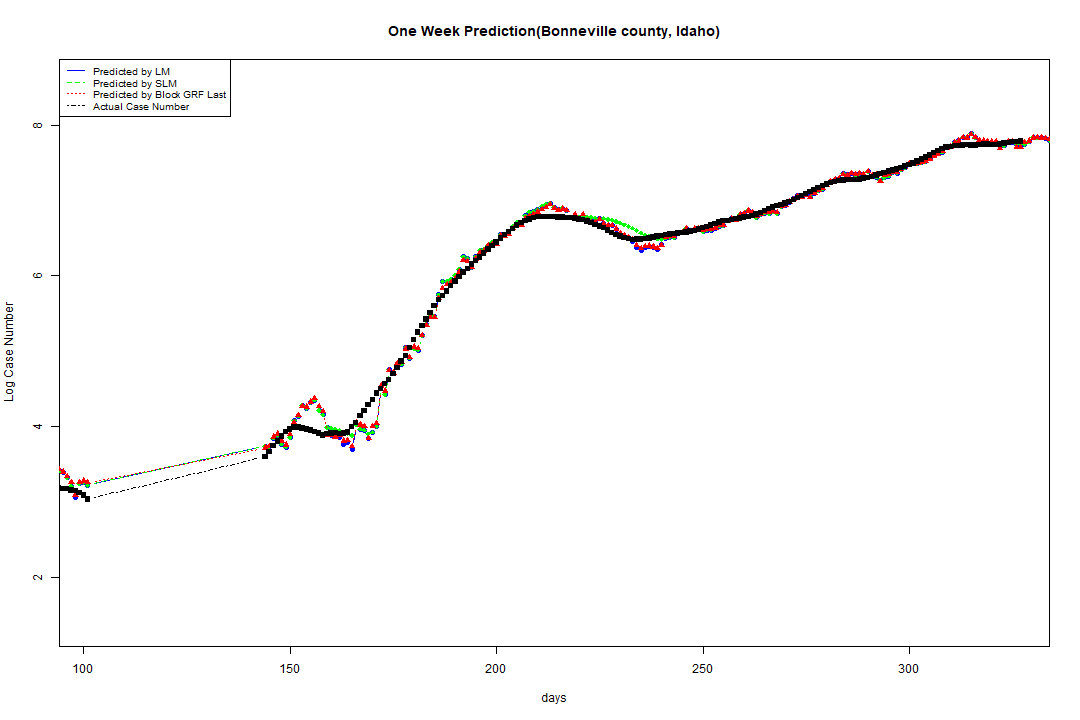 One Week Prediction(Bonneville county, Idaho)
Predicted by LM
Predicted by SLM
Predicted by Block GRF Last
Actual Case Number
8
6
4
2
Log Case Number
100 150 200 250 300
days